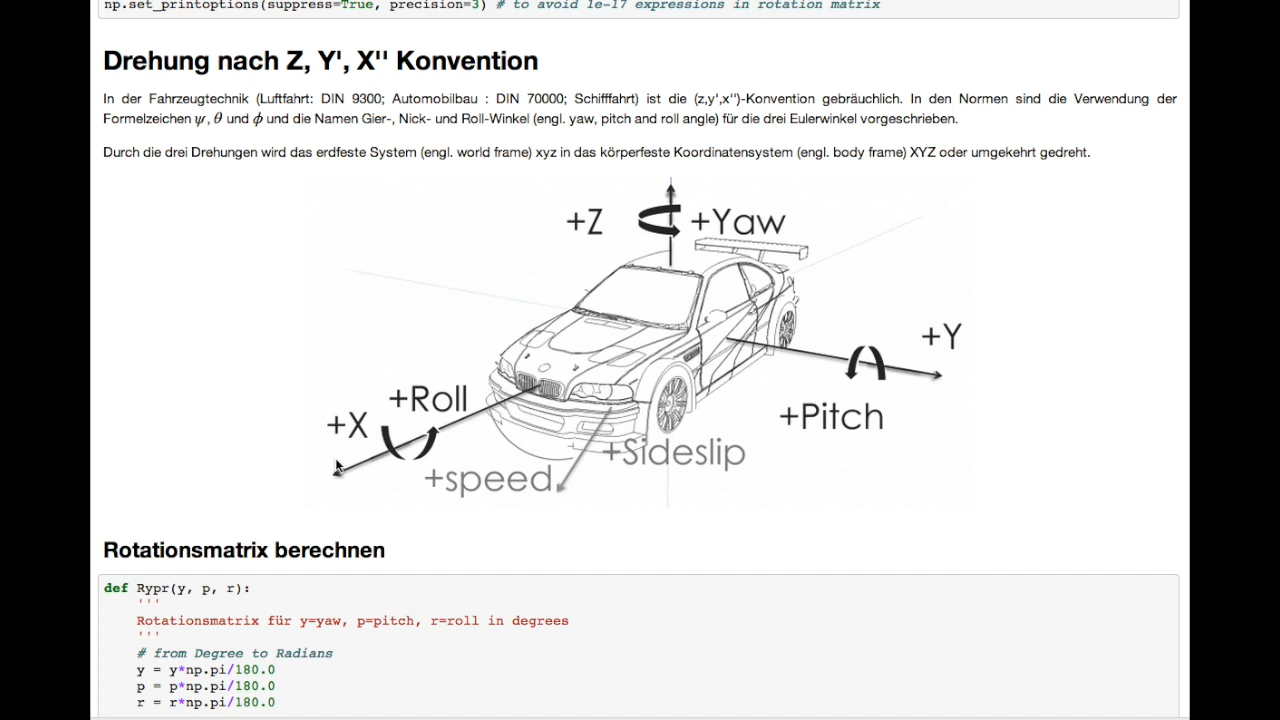 np.set_printoptions(suppress=True, precision=3) # to avoid 1e-17 expressions in rotation matrix
Drehung nach Z, Y', X'' Konvention
In der Fahrzeugtechnik (Luftfahrt: DIN 9300; Automobilbau : DIN 70000; Schifffahrt) ist die (z,y',x'')-Konvention gebräuchlich. In den Normen sind die Verwendung der
Formelzeichen ψ, θ und ϕ und die Namen Gier-, Nick- und Roll-Winkel (engl. yaw, pitch and roll angle) für die drei Eulerwinkel vorgeschrieben.
Durch die drei Drehungen wird das erdfeste System (engl. world frame) xyz in das körperfeste Koordinatensystem (engl. body frame) XYZ oder umgekehrt gedreht.
+Z +Yaw
+Y
+Roll
+X
+Pitch
+Sideslip
+speed
Rotationsmatrix berechnen
def Rypr(y, p, r):
    '''
    Rotationsmatrix für y=yaw, p=pitch, r=roll in degrees
    '''
    # from Degree to Radians
    y = y*np.pi/180.0
    p = p*np.pi/180.0
    r = r*np.pi/180.0